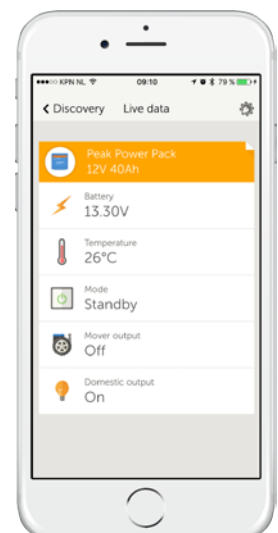 KPN NL 09:10 79 %
Discovery Live data
Peak Power Pack
12V 40Ah
Battery
13.30V
Temperature
26°C
Mode
Standby
Mover output
Off
Domestic output
On